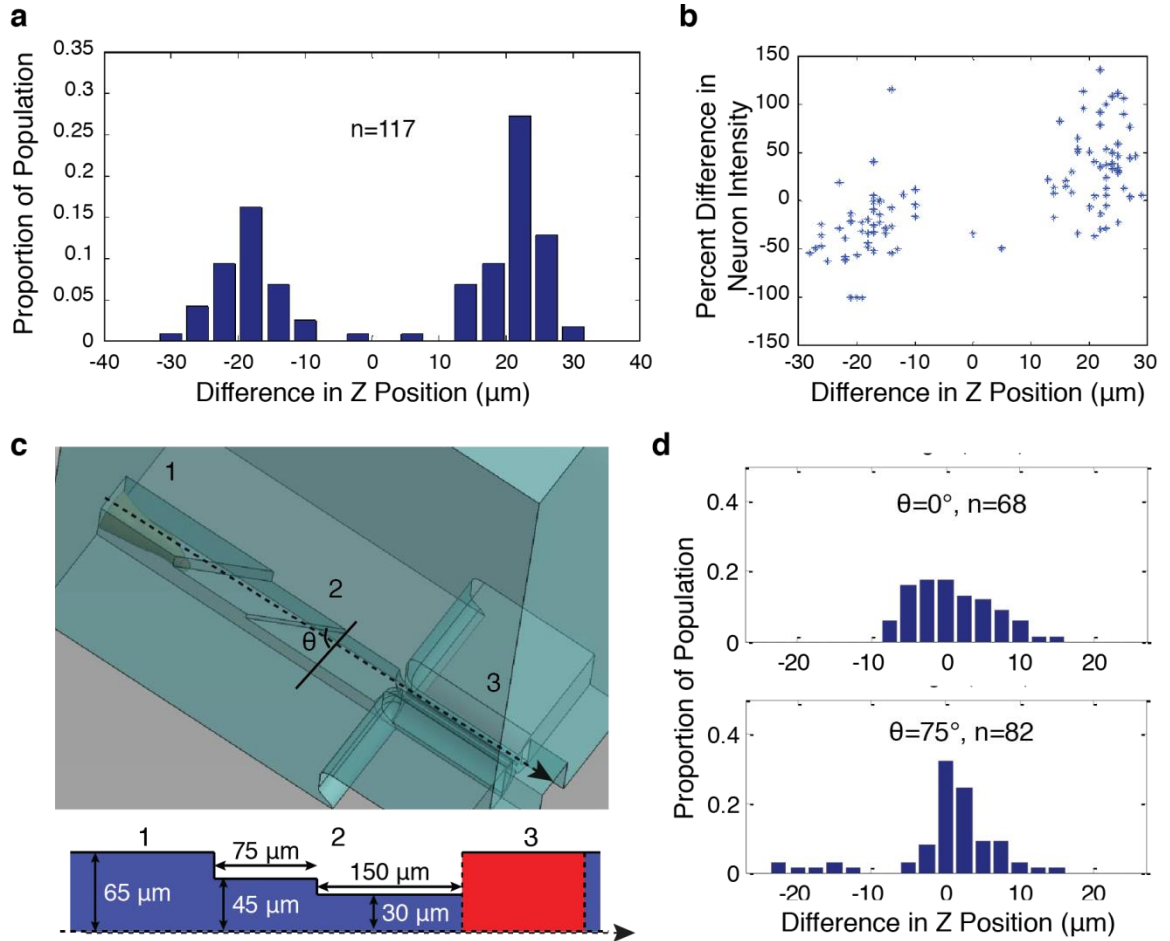 a
0.35
0.3
0.25
0.2
0.15
0.1
0.05
0
-40 -30 -20 -10 0 10 20 30 40
Proportion of Population
Difference in Z Position (µm)
n=117
b
150
100
50
0
-50
-100
-150
-30 -20 -10 0 10 20 30
Percent Difference in
Neuron Intensity
Difference in Z Position (µm)
c
1
2
θ
3
1 2 3
75 µm
150 µm
65 µm
45 µm
30 µm
d
0.4
0.2
0
θ=0°, n=68
-20 -10 0 10 20
Proportion of Population
0.4
0.2
0
θ=75°, n=82
-20 -10 0 10 20
Difference in Z Position (µm)